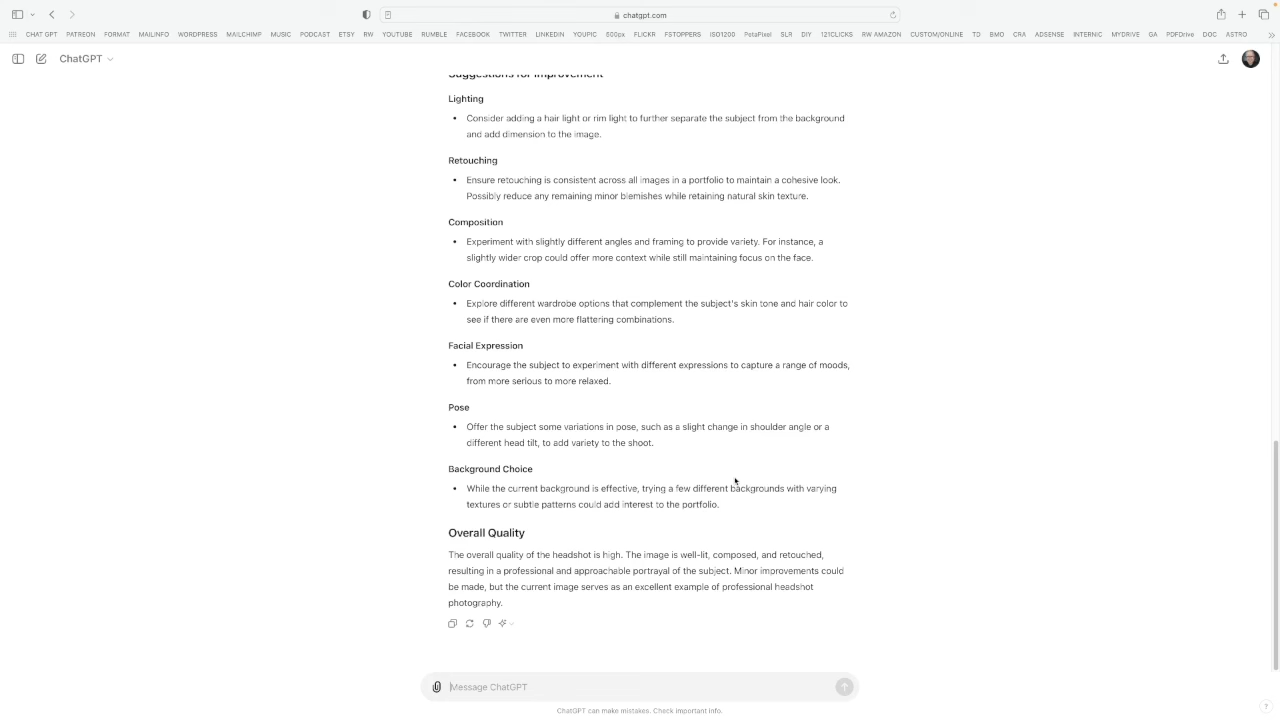 chatgpt.com
CHAT GPT PATREON FORMAT MAILINFO WORDPRESS MAILCHIMP MUSIC PODCAST ETSY RW YOUTUBE RUMBLE FACEBOOK TWITTER LINKEDIN YOUPIC 500px FLICKR FSTOPPERS ISO1200 PetaPixel SLR DIY 121CLICKS RW AMAZON CUSTOM/ONLINE TD BMO CRA ADSENSE INTERNIC MYDRIVE GA PDFDrive DOC ASTRO
ChatGPT
Suggestions for Improvement
Lighting
• Consider adding a hair light or rim light to further separate the subject from the background
and add dimension to the image.
Retouching
• Ensure retouching is consistent across all images in a portfolio to maintain a cohesive look.
Possibly reduce any remaining minor blemishes while retaining natural skin texture.
Composition
• Experiment with slightly different angles and framing to provide variety. For instance, a
slightly wider crop could offer more context while still maintaining focus on the face.
Color Coordination
• Explore different wardrobe options that complement the subject's skin tone and hair color to
see if there are even more flattering combinations.
Facial Expression
• Encourage the subject to experiment with different expressions to capture a range of moods,
from more serious to more relaxed.
Pose
• Offer the subject some variations in pose, such as a slight change in shoulder angle or a
different head tilt, to add variety to the shoot.
Background Choice
• While the current background is effective, trying a few different backgrounds with varying
textures or subtle patterns could add interest to the portfolio.
Overall Quality
The overall quality of the headshot is high. The image is well-lit, composed, and retouched,
resulting in a professional and approachable portrayal of the subject. Minor improvements could
be made, but the current image serves as an excellent example of professional headshot
photography.
Message ChatGPT
ChatGPT can make mistakes. Check important info.
?